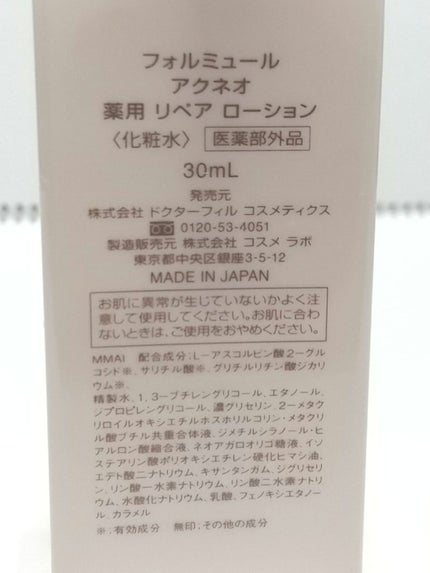 フォルミュール
アクネオ
薬用 リペア ローション
〈化粧水〉 医薬部外品
30mL
発売元
株式会社 ドクターフィル コスメティクス
0120-53-4051
製造販売元 株式会社 コスメ ラボ
東京都中央区銀座3-5-12
MADE IN JAPAN
お肌に異常が生じていないかよく注
意して使用してください。お肌に合わ
ないときは、ご使用をおやめください。
MMAI 配合成分:L-アスコルビン酸2-グル
コシド※、サリチル酸※、グリチルリチン酸ジカリ
ウム※、
精製水、1,3-ブチレングリコール、エタノール、
ジプロピレングリコール、濃グリセリン、2-メタク
リロイルオキシエチルホスホリルコリン・メタクリ
ル酸ブチル共重合体液、ジメチルシラノール・ヒ
アルロン酸縮合液、ネオアガロオリゴ糖液、イソ
ステアリン酸ポリオキシエチレン硬化ヒマシ油、
エデト酸二ナトリウム、キサンタンガム、ジグリセリ
ン、リン酸一水素ナトリウム、リン酸二水素ナトリ
ウム、水酸化ナトリウム、乳酸、フェノキシエタノー
ル、カラメル
※:有効成分 無印:その他の成分